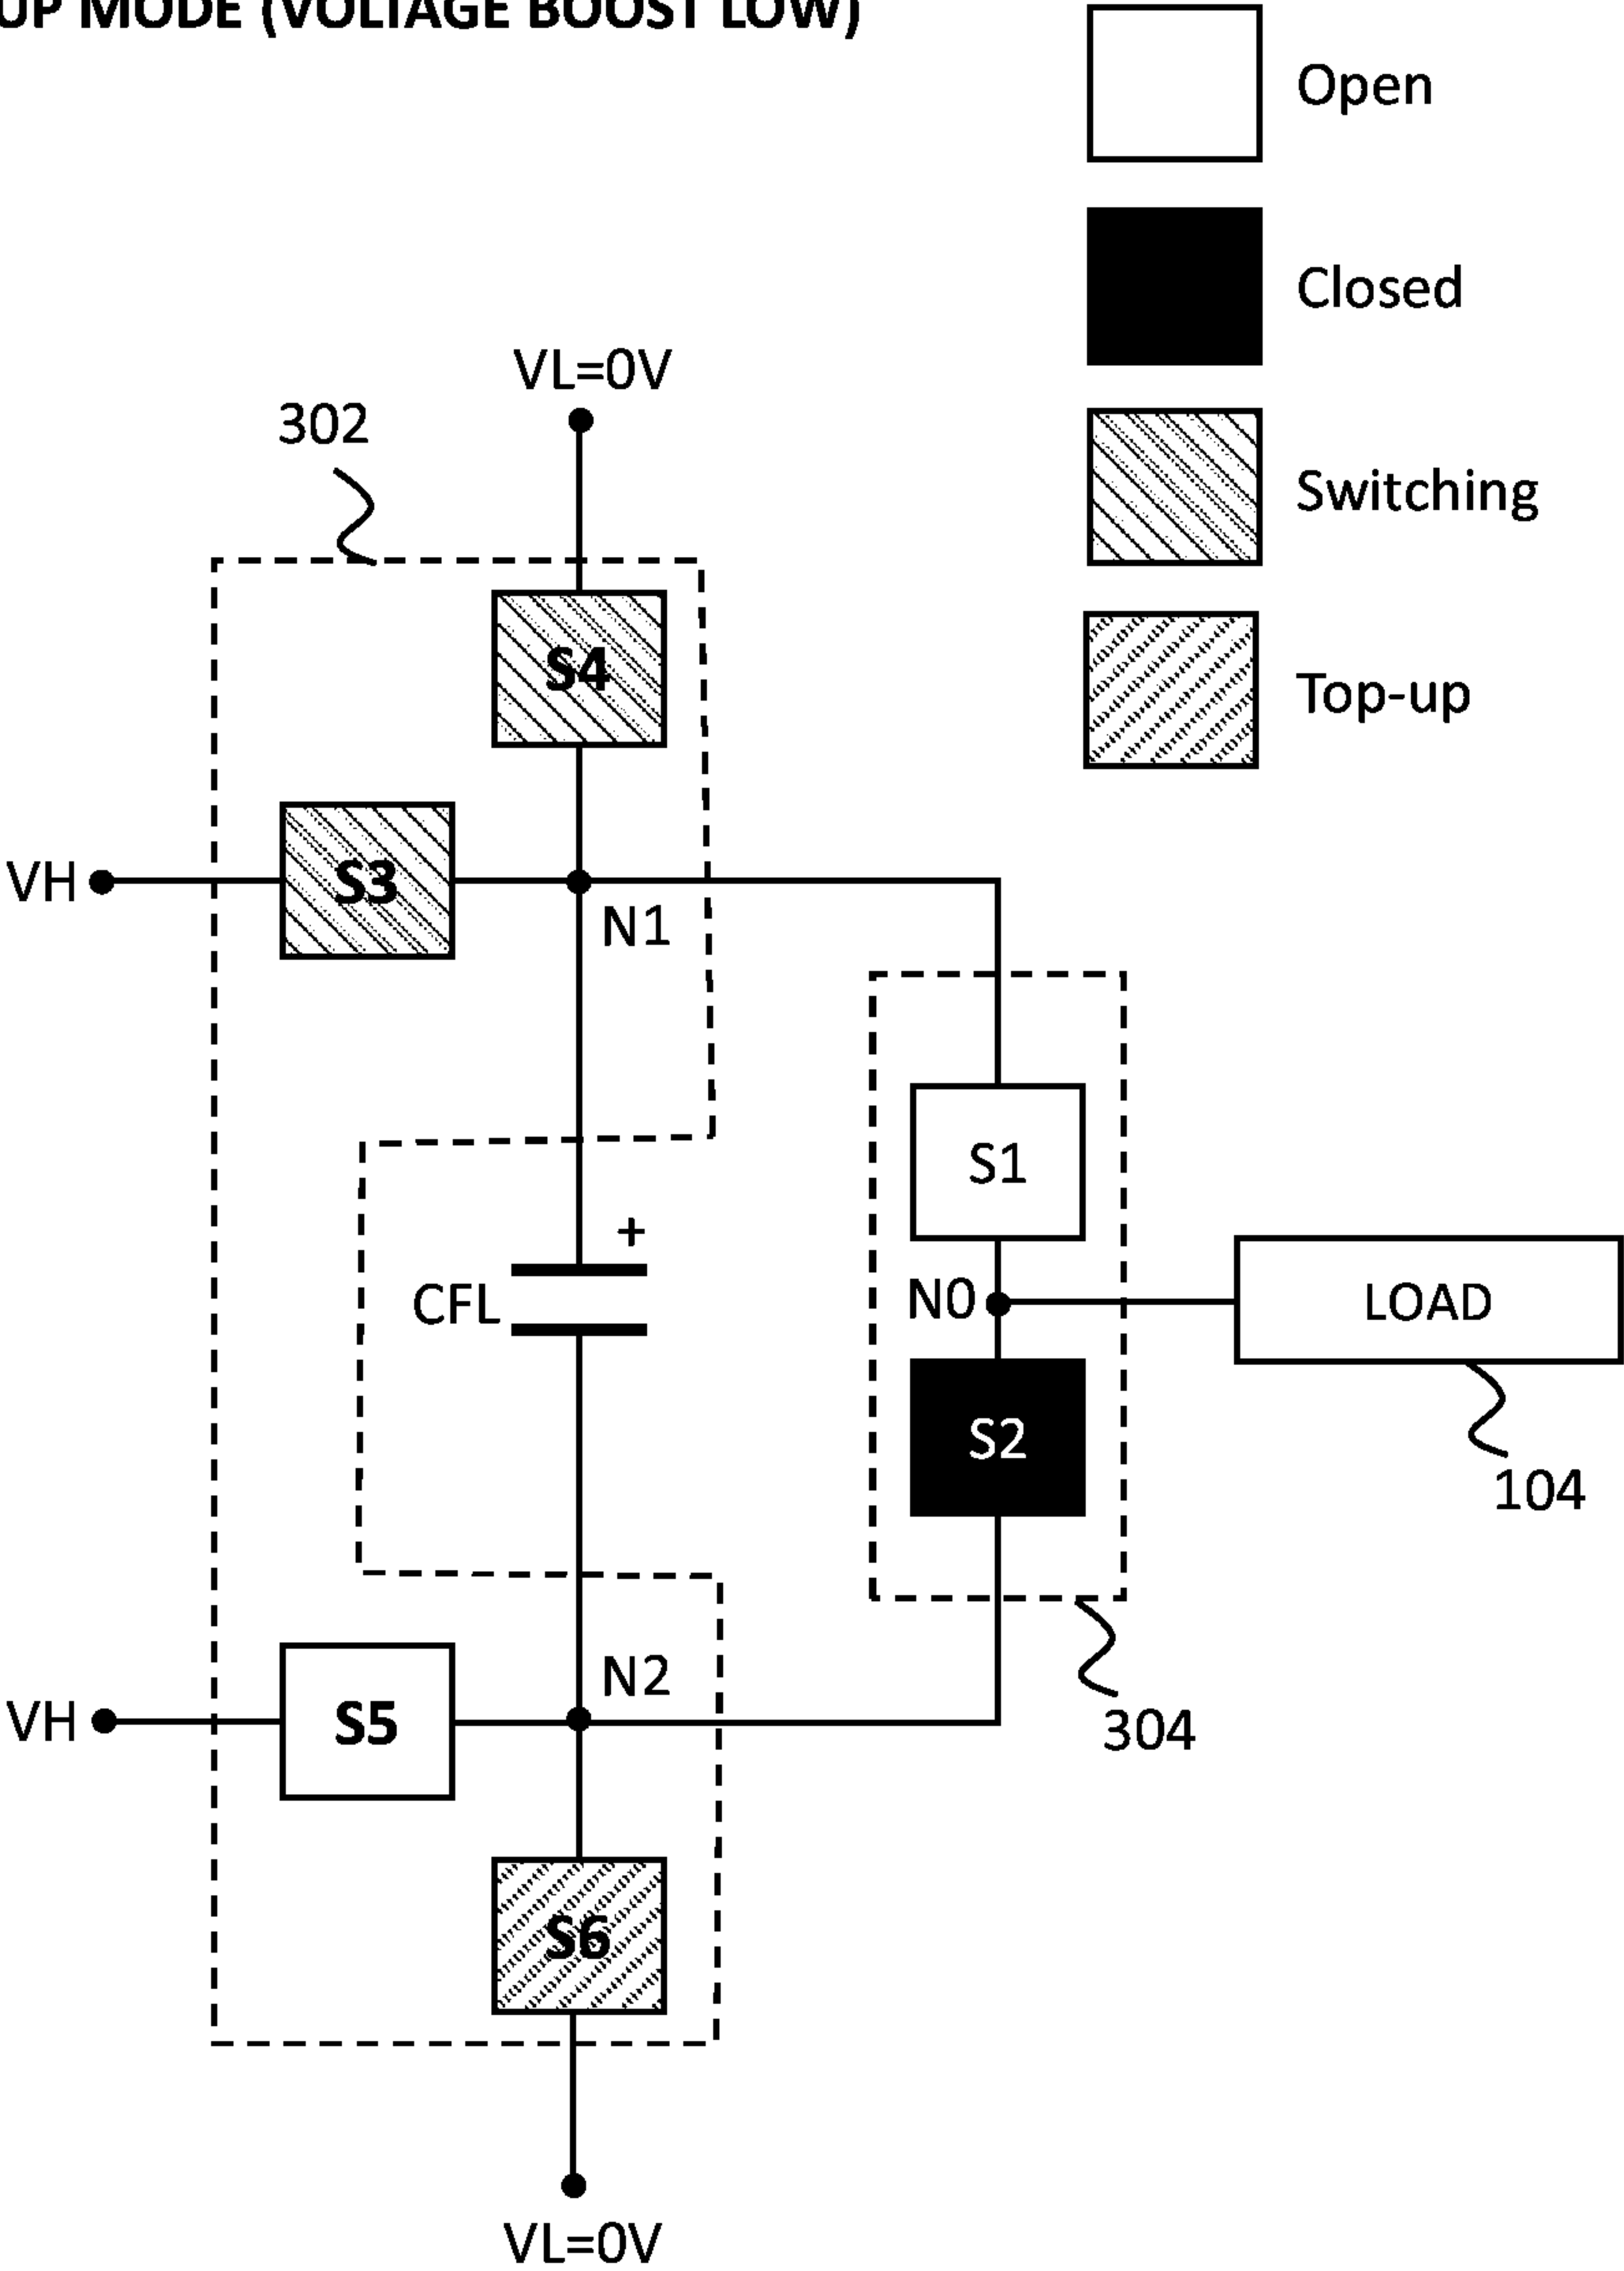 UP MODE (VOLTAGE BOOST LOW)
Open
Closed
Switching
Top-up
VL=0V
302
S4
VH
S3
N1
S1
+
CFL
N0
LOAD
S2
104
N2
VH
S5
304
S6
VL=0V